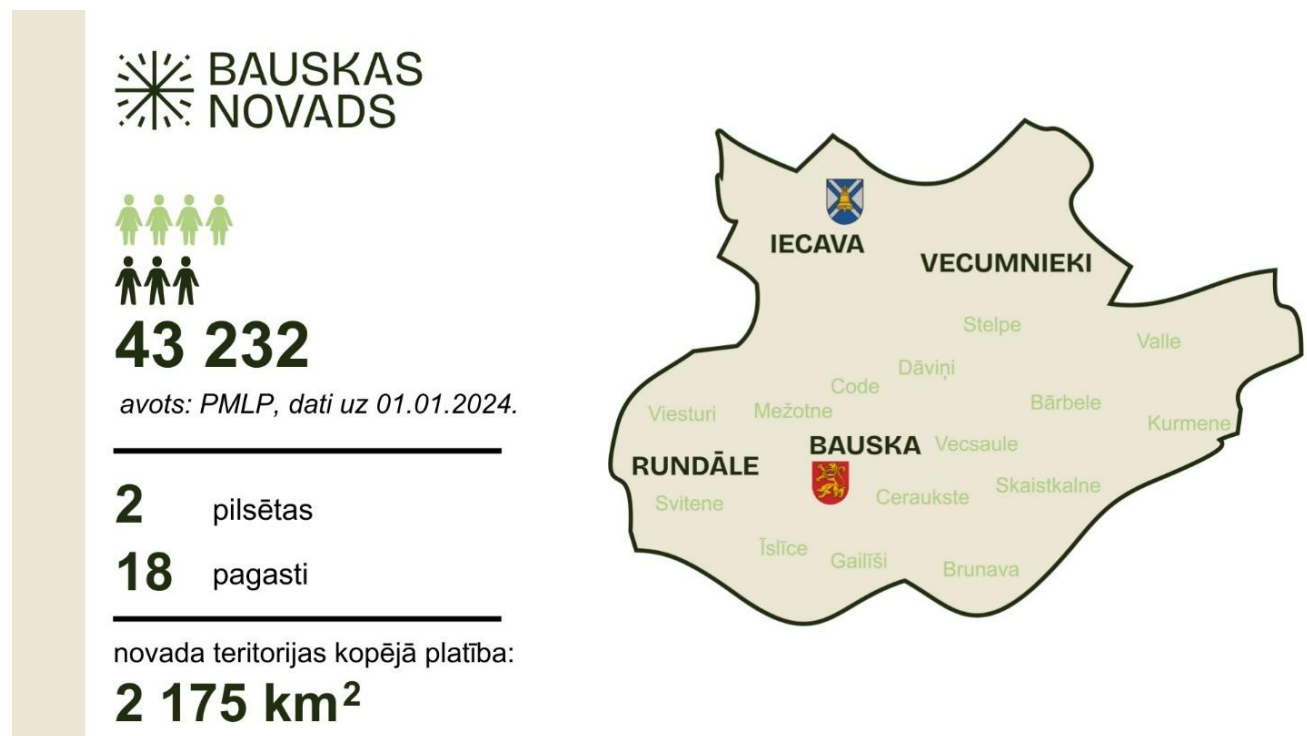 BAUSKAS
NOVADS
43 232
avots: PMLP, dati uz 01.01.2024.
2 pilsētas
18 pagasti
novada teritorijas kopējā platība:
2 175 km²
IECAVA
VECUMNIEKI
Stelpe
Valle
Dāviņi
Code
Bārbele
Viesturi
Mežotne
Kurmene
BAUSKA
Vecsaule
RUNDĀLE
Skaistkalne
Ceraukste
Svitene
Īslīce
Gailīši
Brunava